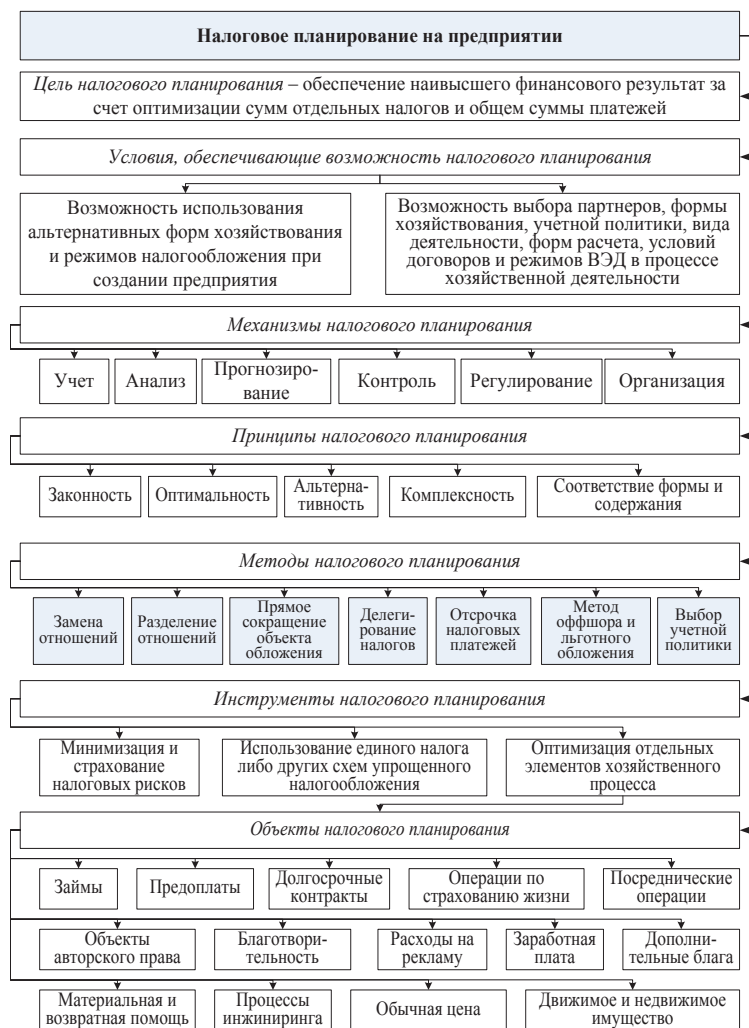 Налоговое планирование на предприятии
Цель налогового планирования – обеспечение наивысшего финансового результат за
счет оптимизации сумм отдельных налогов и общем суммы платежей
Условия, обеспечивающие возможность налогового планирования
Возможность использования
альтернативных форм хозяйствования
и режимов налогообложения при
создании предприятия
Возможность выбора партнеров, формы
хозяйствования, учетной политики, вида
деятельности, форм расчета, условий
договоров и режимов ВЭД в процессе
хозяйственной деятельности
Механизмы налогового планирования
Учет
Анализ
Прогнозиро-
вание
Контроль
Регулирование
Организация
Принципы налогового планирования
Законность
Оптимальность
Альтерна-
тивность
Комплексность
Соответствие формы и
содержания
Методы налогового планирования
Замена
отношений
Разделение
отношений
Прямое
сокращение
объекта
обложения
Делеги-
рование
налогов
Отсрочка
налоговых
платежей
Метод
оффшора и
льготного
обложения
Выбор
учетной
политики
Инструменты налогового планирования
Минимизация и
страхование
налоговых рисков
Использование единого налога
либо других схем упрощенного
налогообложения
Оптимизация отдельных
элементов хозяйственного
процесса
Объекты налогового планирования
Займы
Предоплаты
Долгосрочные
контракты
Операции по
страхованию жизни
Посреднические
операции
Объекты
авторского права
Благотвори-
тельность
Расходы на
рекламу
Заработная
плата
Дополни-
тельные блага
Материальная и
возвратная помощь
Процессы
инжиниринга
Обычная цена
Движимое и недвижимое
имущество